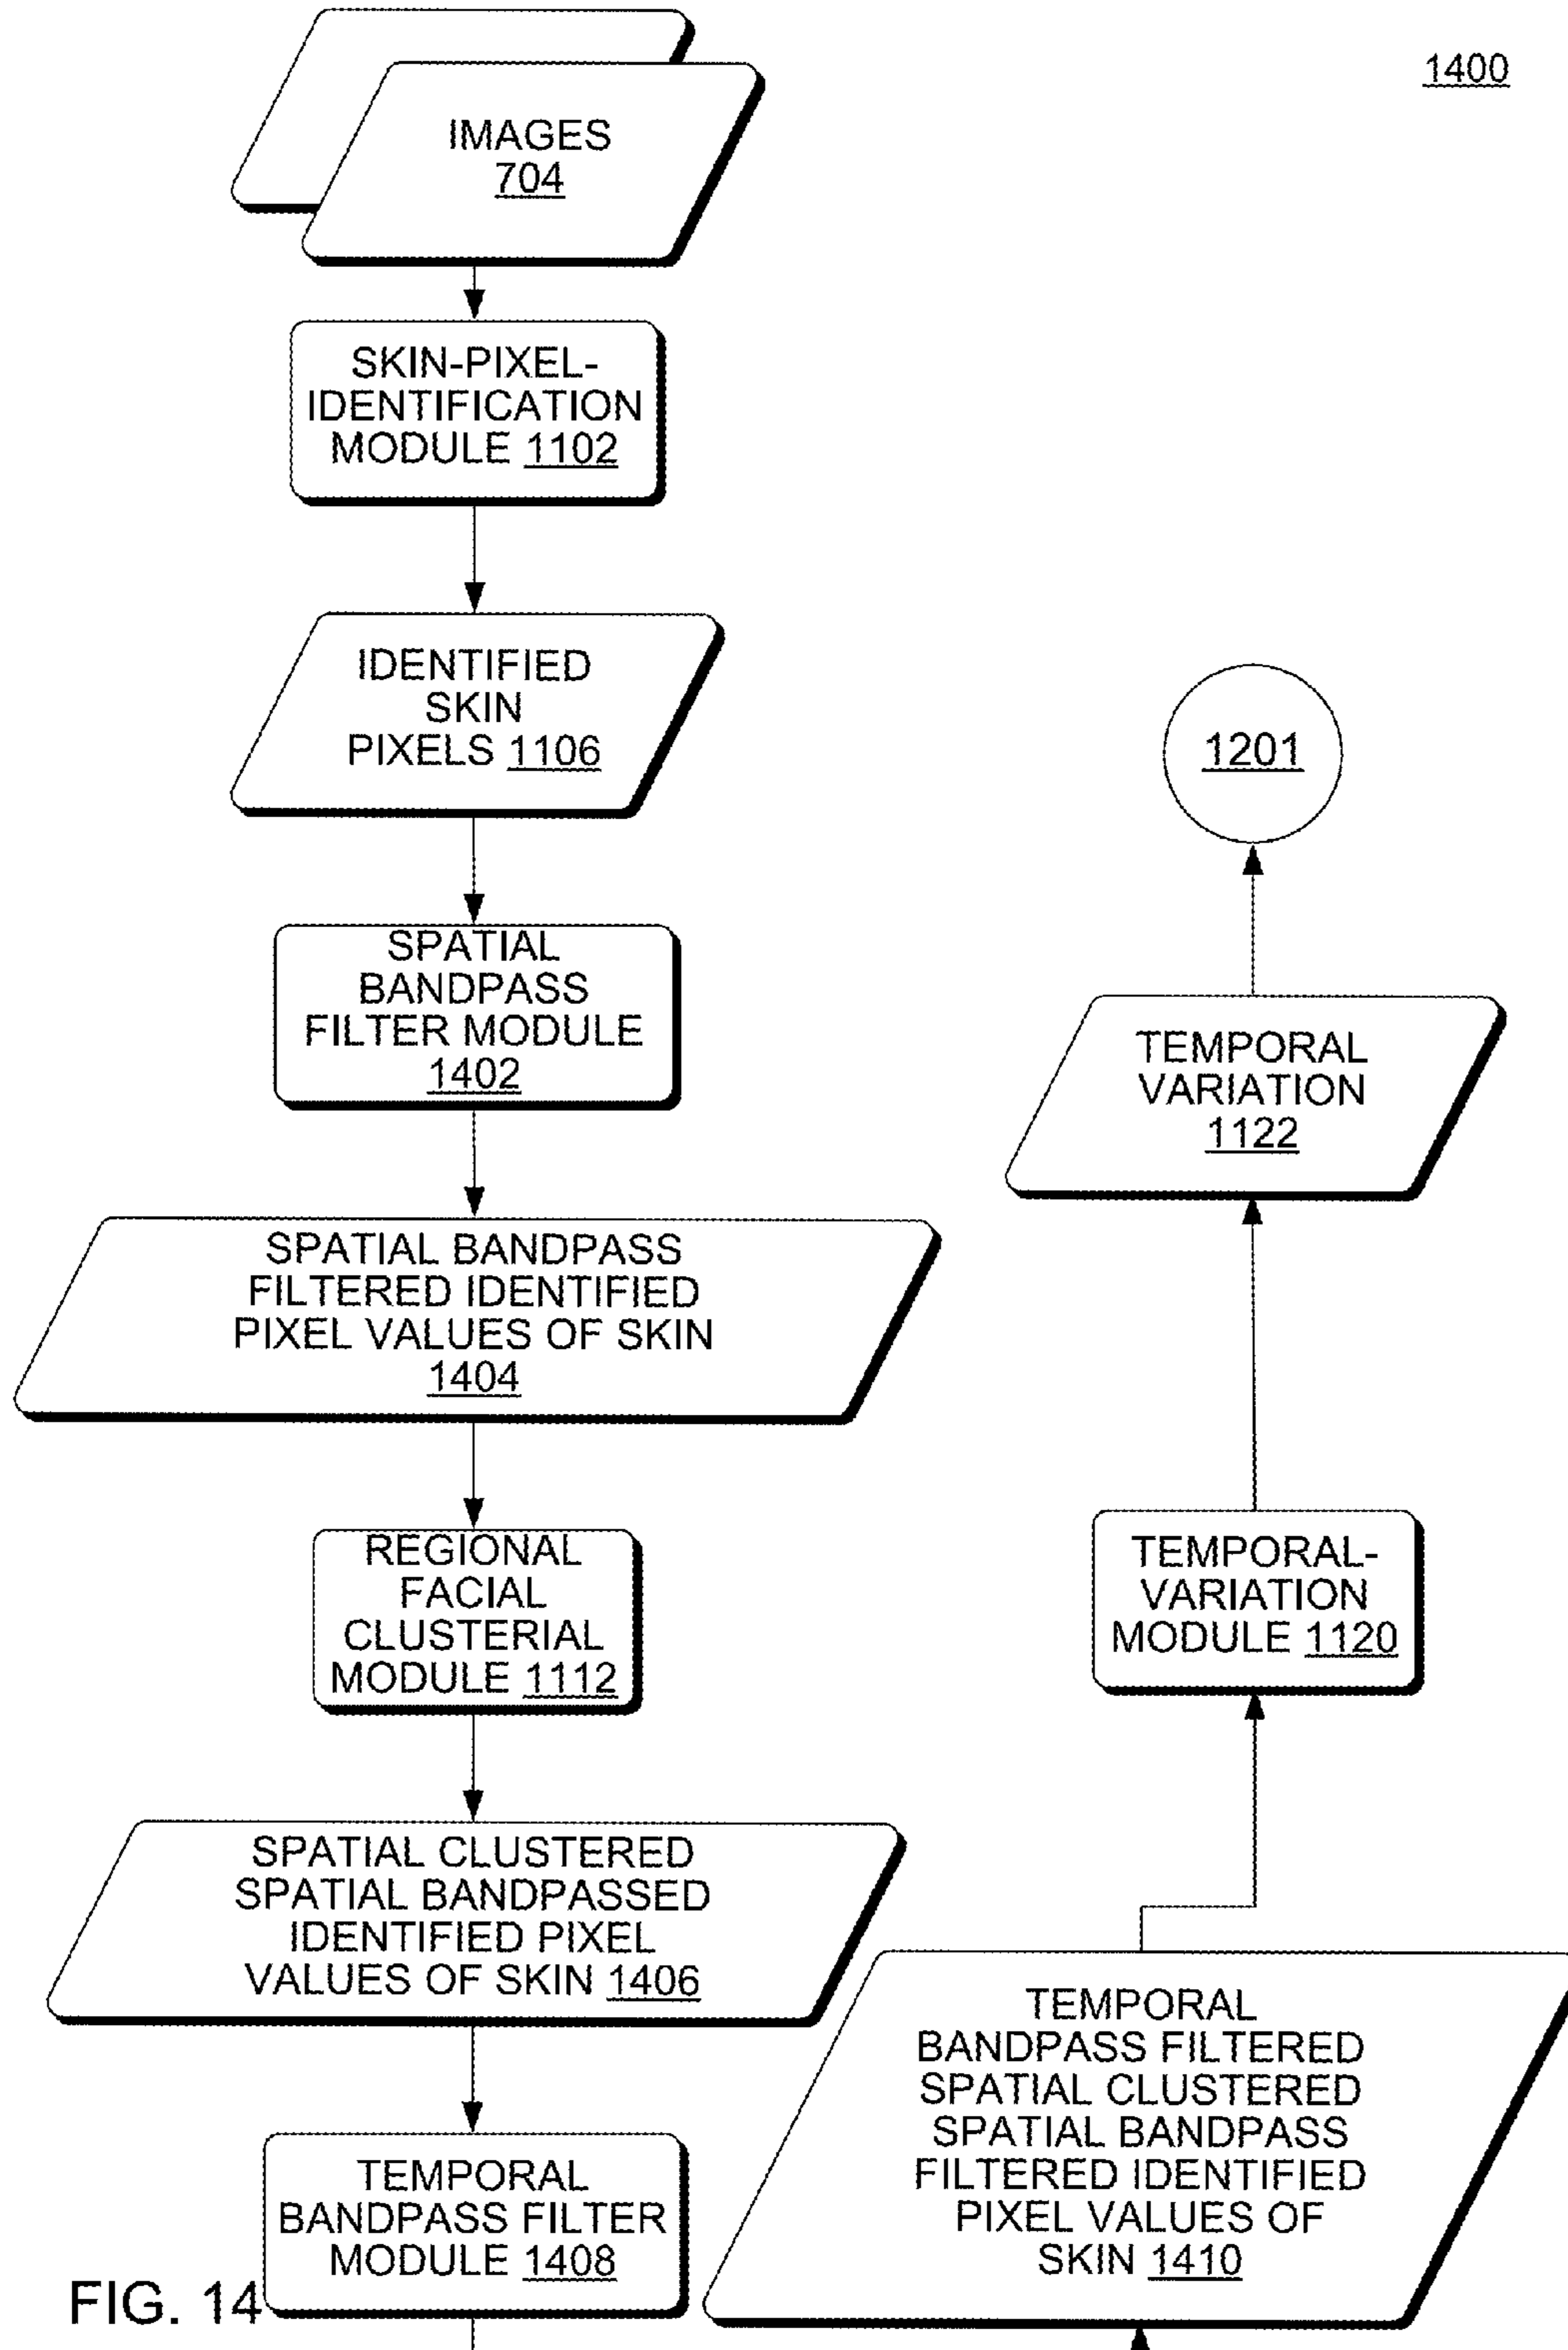 1400
IMAGES
704
SKIN-PIXEL-
IDENTIFICATION
MODULE 1102
IDENTIFIED
SKIN
PIXELS 1106
SPATIAL
BANDPASS
FILTER MODULE
1402
SPATIAL BANDPASS
FILTERED IDENTIFIED
PIXEL VALUES OF SKIN
1404
REGIONAL
FACIAL
CLUSTERIAL
MODULE 1112
SPATIAL CLUSTERED
SPATIAL BANDPASSED
IDENTIFIED PIXEL
VALUES OF SKIN 1406
TEMPORAL
BANDPASS FILTER
MODULE 1408
TEMPORAL
BANDPASS FILTERED
SPATIAL CLUSTERED
SPATIAL BANDPASS
FILTERED IDENTIFIED
PIXEL VALUES OF
SKIN 1410
TEMPORAL-
VARIATION
MODULE 1120
TEMPORAL
VARIATION
1122
1201
FIG. 14